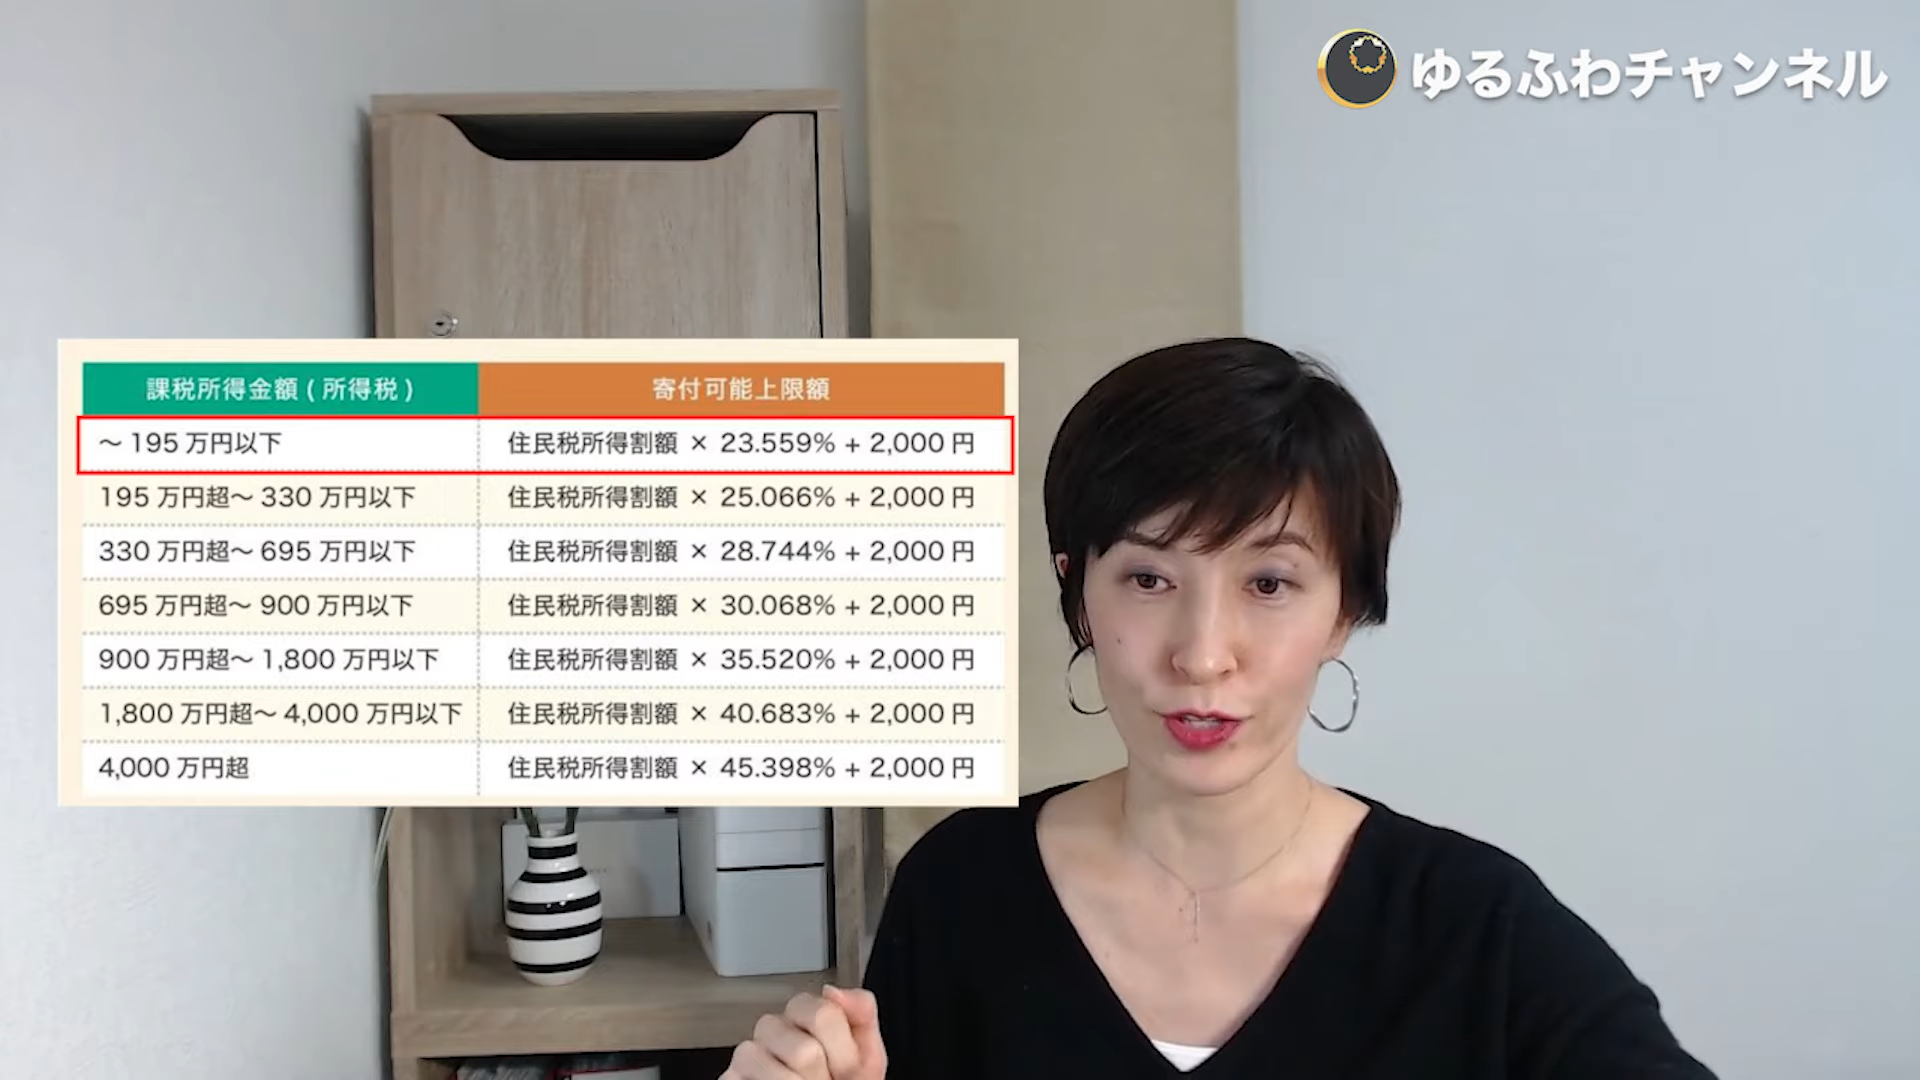 ゆるふわチャンネル
課税所得金額(所得税) 寄付可能上限額
～195万円以下 住民税所得割額 × 23.559% + 2,000円
195万円超～330万円以下 住民税所得割額 × 25.066% + 2,000円
330万円超～695万円以下 住民税所得割額 × 28.744% + 2,000円
695万円超～900万円以下 住民税所得割額 × 30.068% + 2,000円
900万円超～1,800万円以下 住民税所得割額 × 35.520% + 2,000円
1,800万円超～4,000万円以下 住民税所得割額 × 40.683% + 2,000円
4,000万円超 住民税所得割額 × 45.398% + 2,000円